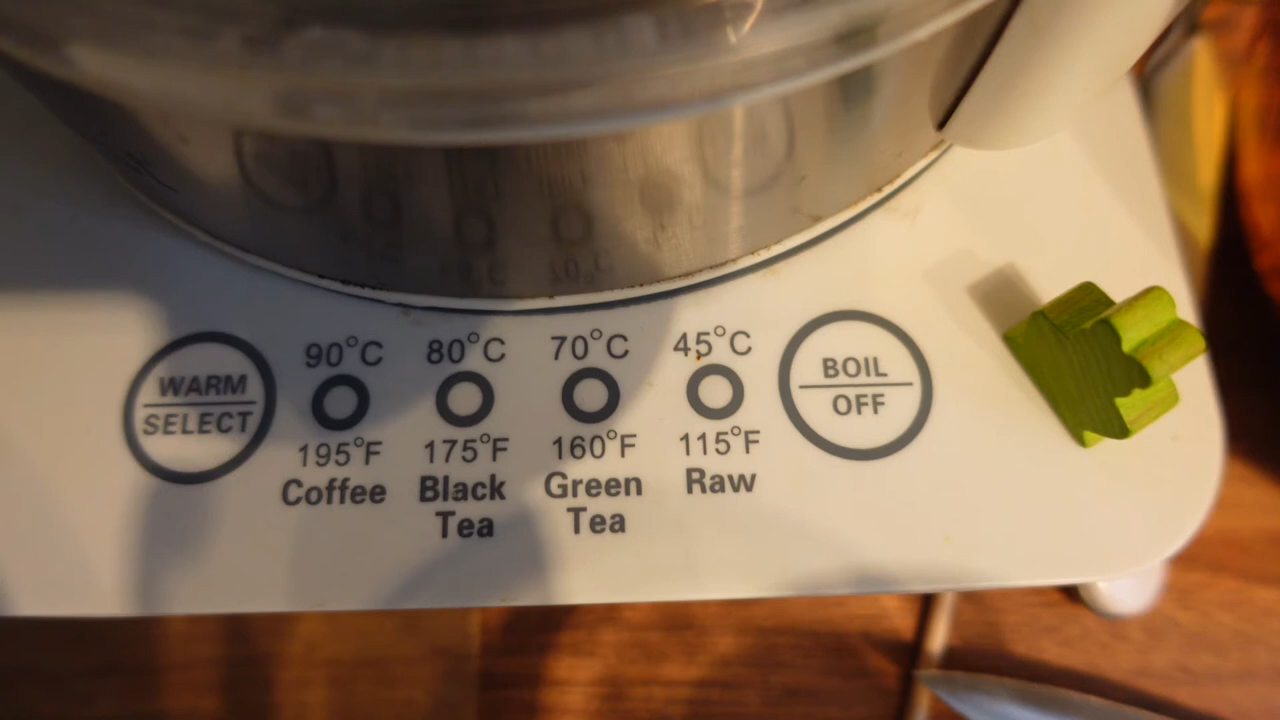 WARM
SELECT
90°C
195°F
Coffee
80°C
175°F
Black
Tea
70°C
160°F
Green
Tea
45°C
115°F
Raw
BOIL
OFF